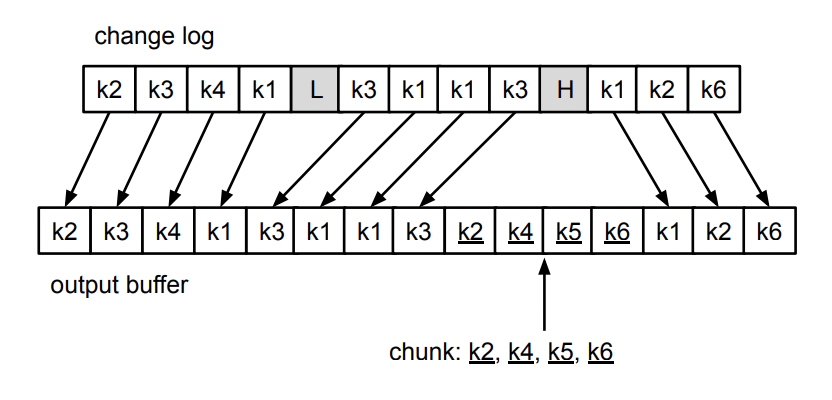 change log
k2 k3 k4 k1 L k3 k1 k1 k3 H k1 k2 k6
k2 k3 k4 k1 k3 k1 k1 k3 k2 k4 k5 k6 k1 k2 k6
output buffer
chunk: k2, k4, k5, k6